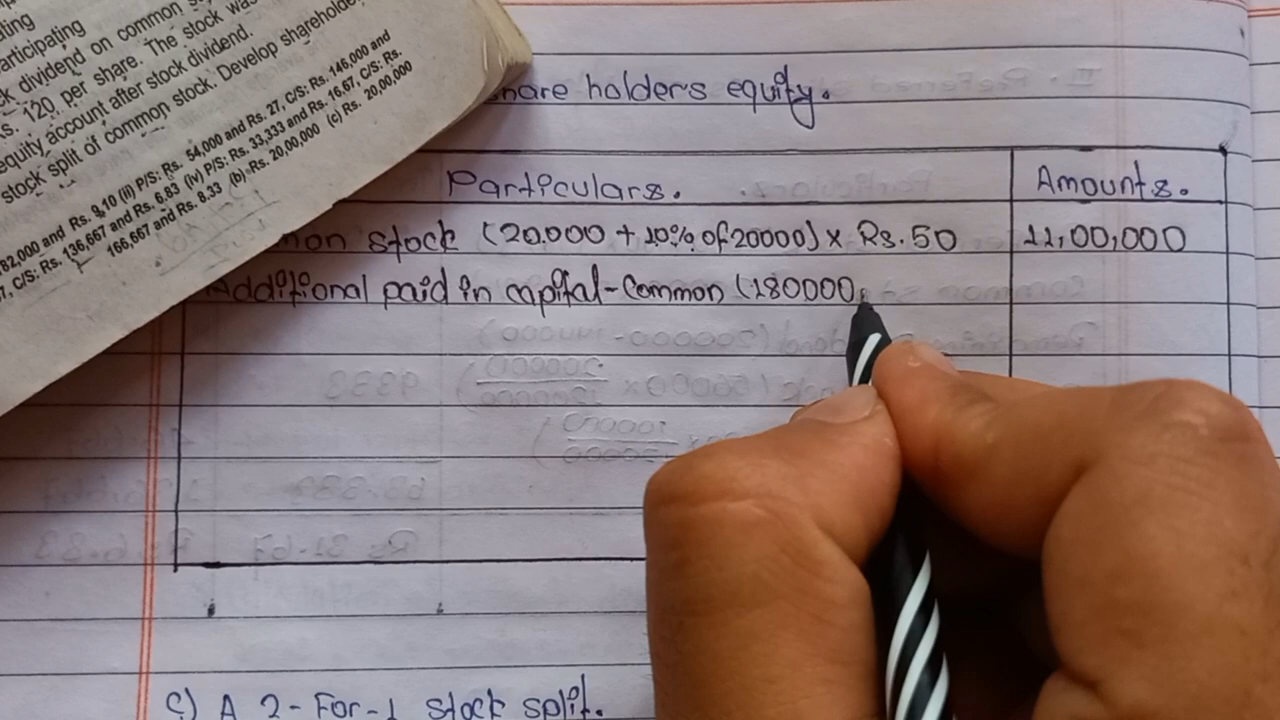 ating
articipating
ck dividend on common
s. 120 per share. The stock was
equity account after stock dividend.
stock split of common stock. Develop shareholde
82,000 and Rs. 9.10 (ii) P/S: Rs. 54,000 and Rs. 27, C/S: Rs. 146,000 and
7, C/S: Rs. 136,667 and Rs. 6.83 (iv) P/S: Rs. 33,333 and Rs. 16.67, C/S: Rs.
166,667 and Rs. 8.33 (b) Rs. 20,00,000 (c) Rs. 20,00,000
share holders equity.
Particulars. Amounts.
mon stock (20.000 + 10% of 20000) x Rs. 50 11,00,000
Additional paid in capital-Common (180000
c) A 2-For-1 stock split.